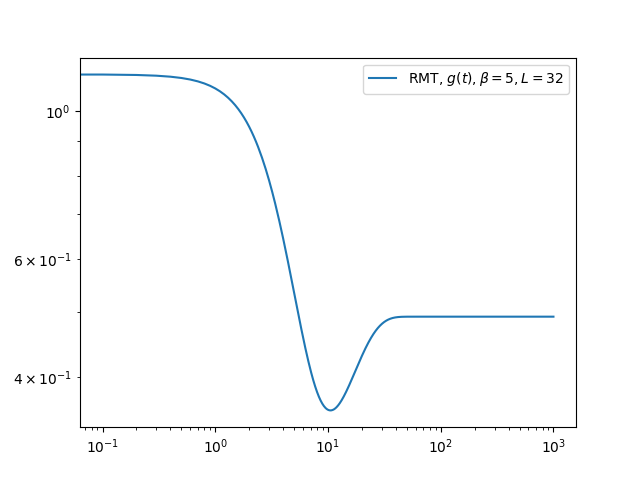 RMT, g(t), β = 5, L = 32
10⁰
6 × 10⁻¹
4 × 10⁻¹
10⁻¹ 10⁰ 10¹ 10² 10³